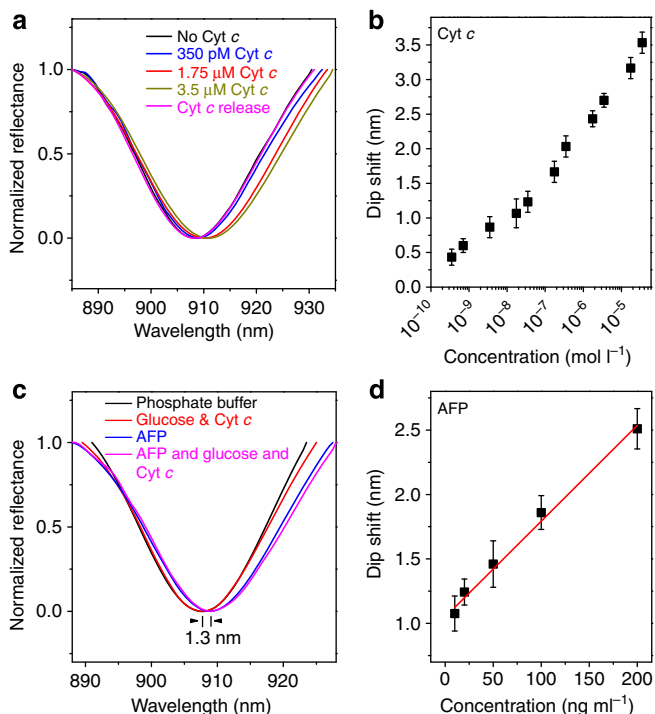 a
No Cyt c
350 pM Cyt c
1.75 μM Cyt c
3.5 μM Cyt c
Cyt c release
Normalized reflectance
1.0
0.5
0.0
890 900 910 920 930
Wavelength (nm)
b
Cyt c
Dip shift (nm)
3.5
3.0
2.5
2.0
1.5
1.0
0.5
0.0
10⁻¹⁰ 10⁻⁹ 10⁻⁸ 10⁻⁷ 10⁻⁶ 10⁻⁵
Concentration (mol l⁻¹)
c
Phosphate buffer
Glucose & Cyt c
AFP
AFP and glucose and
Cyt c
Normalized reflectance
1.0
0.5
0.0
1.3 nm
890 900 910 920
Wavelength (nm)
d
AFP
Dip shift (nm)
2.5
2.0
1.5
1.0
0 50 100 150 200
Concentration (ng ml⁻¹)